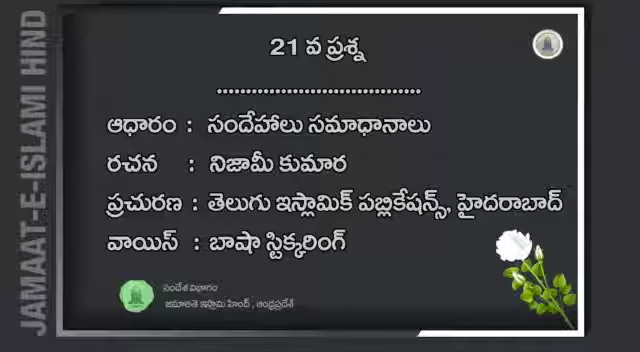 JAMAAT-E-ISLAMI HIND
21 వ ప్రశ్న
....................................
ఆధారం : సందేహాలు సమాధానాలు
రచన : నిజామీ కుమార
ప్రచురణ : తెలుగు ఇస్లామిక్ పబ్లికేషన్స్, హైదరాబాద్
వాయిస్ : బాషా స్టిక్కరింగ్
సందేశ విభాగం
జమాఅతె ఇస్లామి హింద్ , ఆంధ్రప్రదేశ్